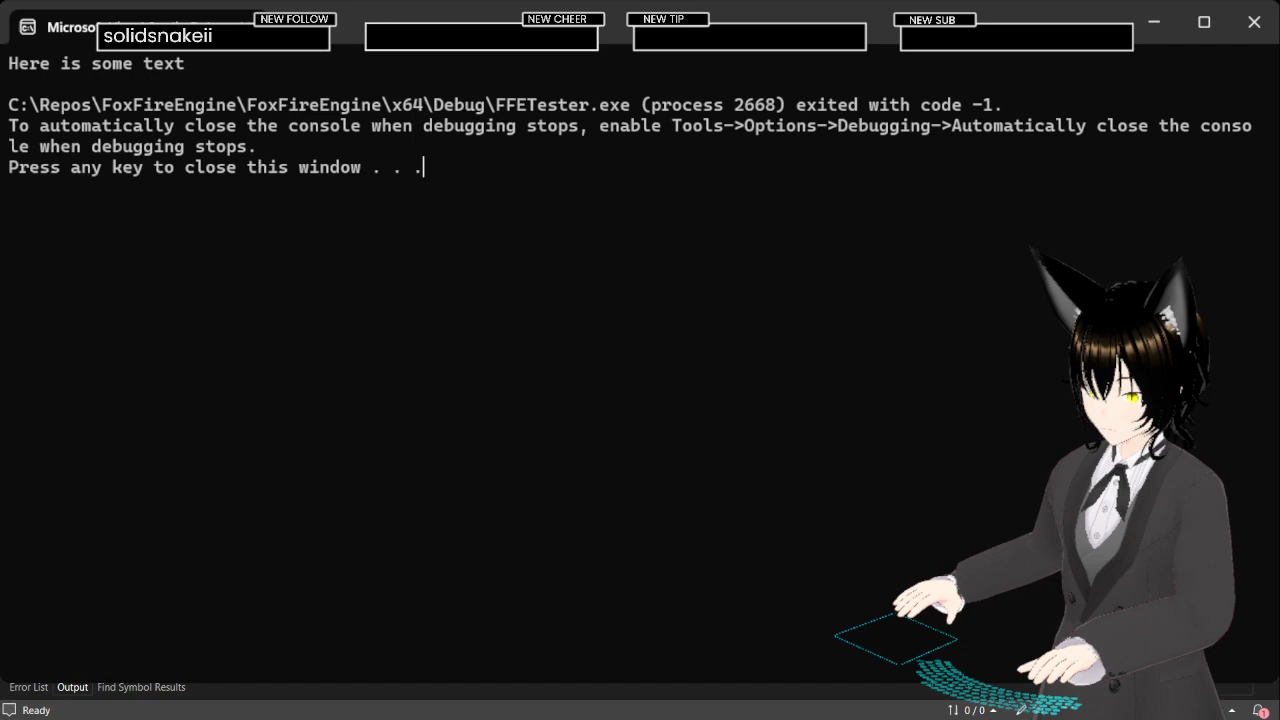 NEW FOLLOW
NEW CHEER
NEW TIP
NEW SUB
Microso
solidsnakeii
Here is some text
C:\Repos\FoxFireEngine\FoxFireEngine\x64\Debug\FFETester.exe (process 2668) exited with code -1.
To automatically close the console when debugging stops, enable Tools->Options->Debugging->Automatically close the conso
le when debugging stops.
Press any key to close this window . . .
Error List Output Find Symbol Results
Ready 0 / 0 1